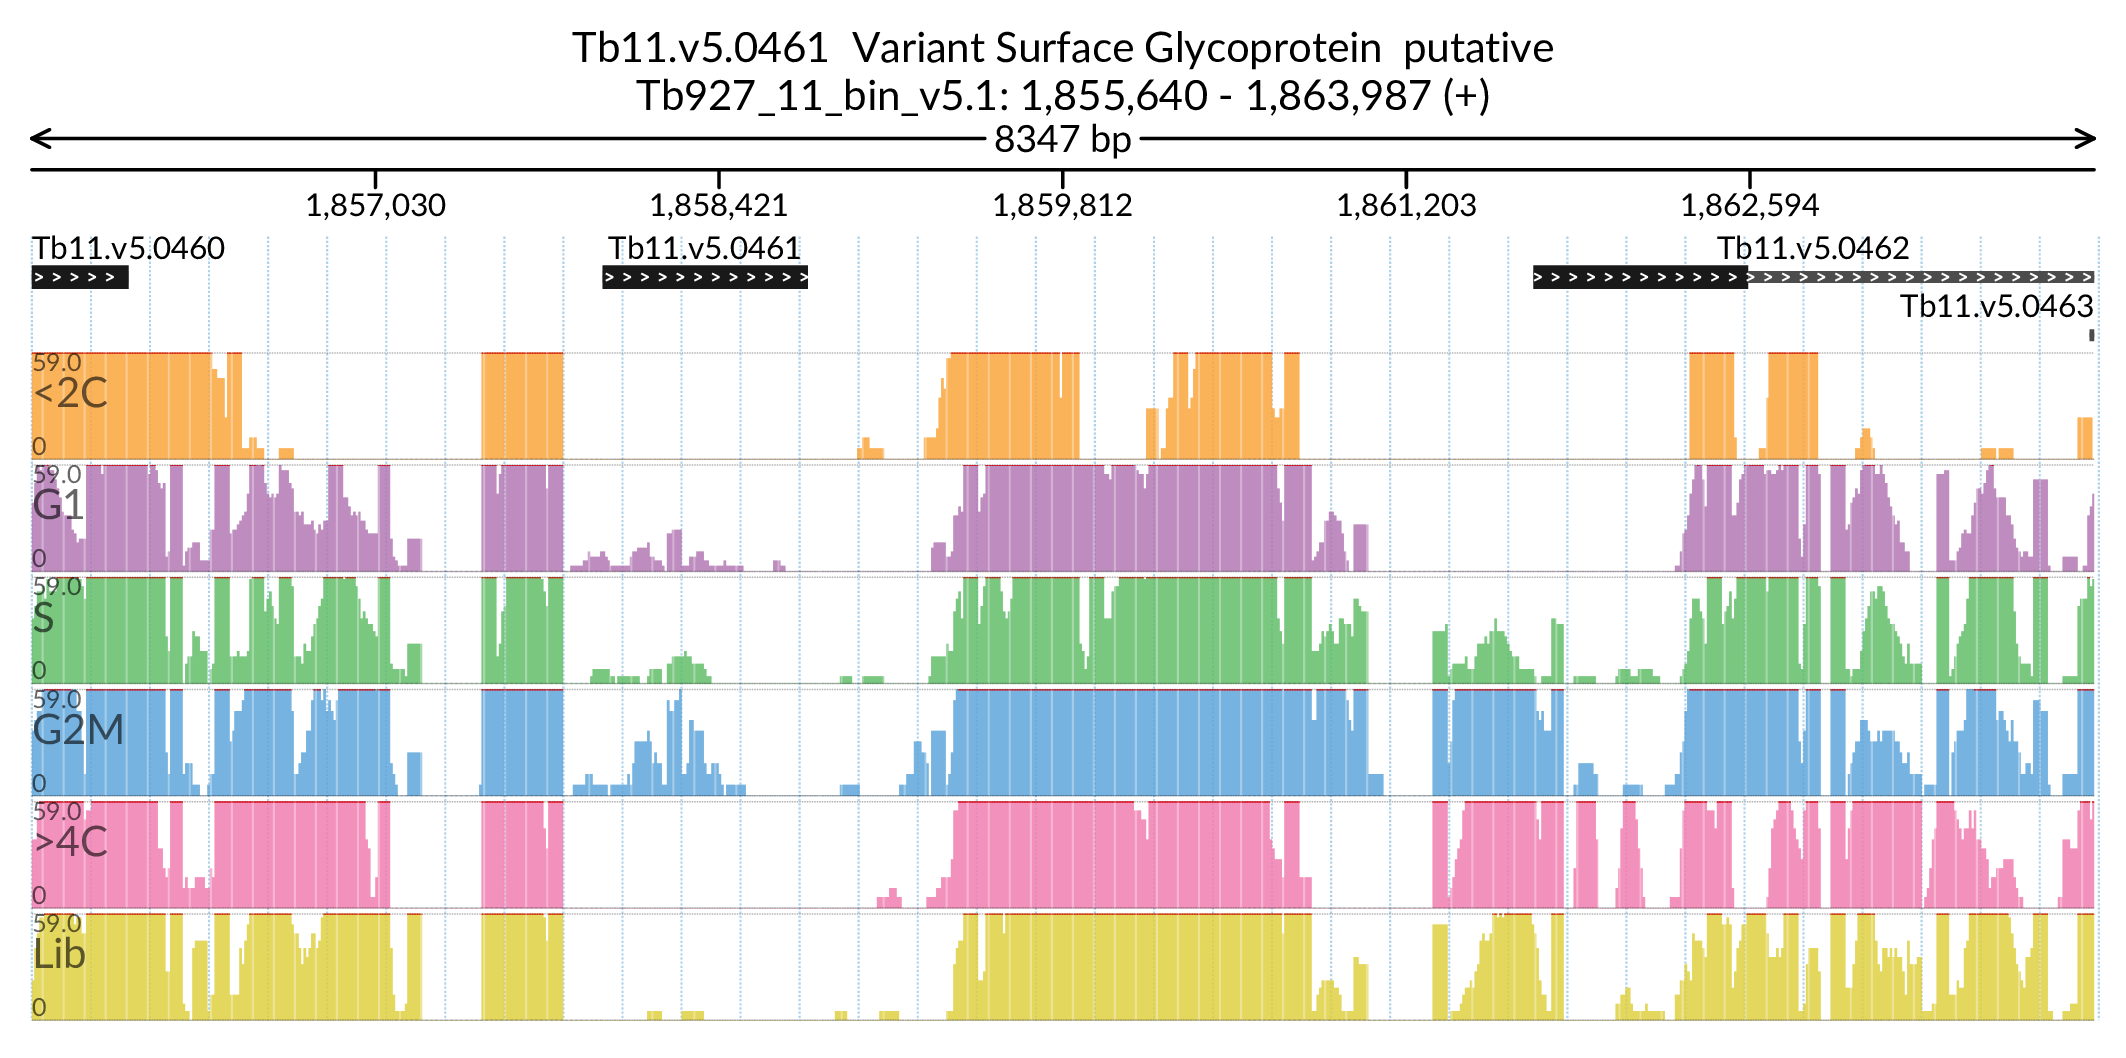 Tb11.v5.0461 Variant Surface Glycoprotein putative
Tb927_11_bin_v5.1: 1,855,640 - 1,863,987 (+)
8347 bp
1,857,030 1,858,421 1,859,812 1,861,203 1,862,594
Tb11.v5.0460 Tb11.v5.0461 Tb11.v5.0462
Tb11.v5.0463
59.0
<2C
0
59.0
G1
0
59.0
S
0
59.0
G2M
0
59.0
>4C
0
59.0
Lib
0